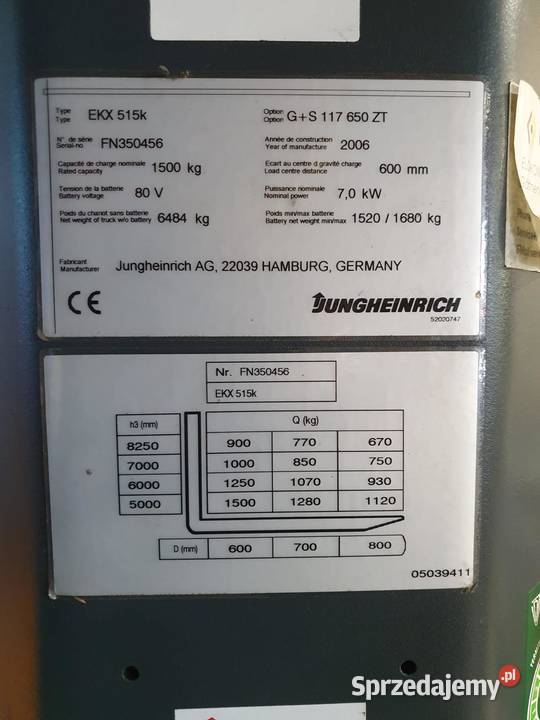 Type
Type EKX 515k
Option
Option G+S 117 650 ZT
N° de série
Serial-no FN350456
Année de construction
Year of manufacture 2006
Capacité de charge nominale
Rated capacity 1500 kg
Ecart au centre d gravité charge
Load centre distance 600 mm
Tension de la batterie
Battery voltage 80 V
Puissance nominale
Nominal power 7,0 kW
Poids du chariot sans batterie
Net weight of truck w/o battery 6484 kg
Poids min/max batterie
Battery net weight min/max 1520 / 1680 kg
Fabricant
Manufacturer Jungheinrich AG, 22039 HAMBURG, GERMANY
CE
JUNGHEINRICH
52020747
Nr. FN350456
EKX 515k
h3 (mm) Q (kg)
8250 900 770 670
7000 1000 850 750
6000 1250 1070 930
5000 1500 1280 1120
D (mm) 600 700 800
05039411
Sprzedajemy.pl